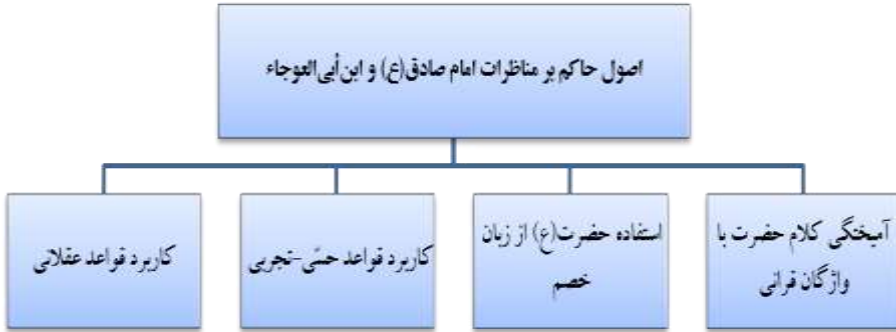 اصول حاکم بر مناظرات امام صادق(ع) و ابن‌أبی‌العوجاء
آمیختگی کلام حضرت با
واژگان قرانی
استفاده حضرت(ع) از زبان
خصم
کاربرد قواعد حسّی-تجربی
کاربرد قواعد عقلانی